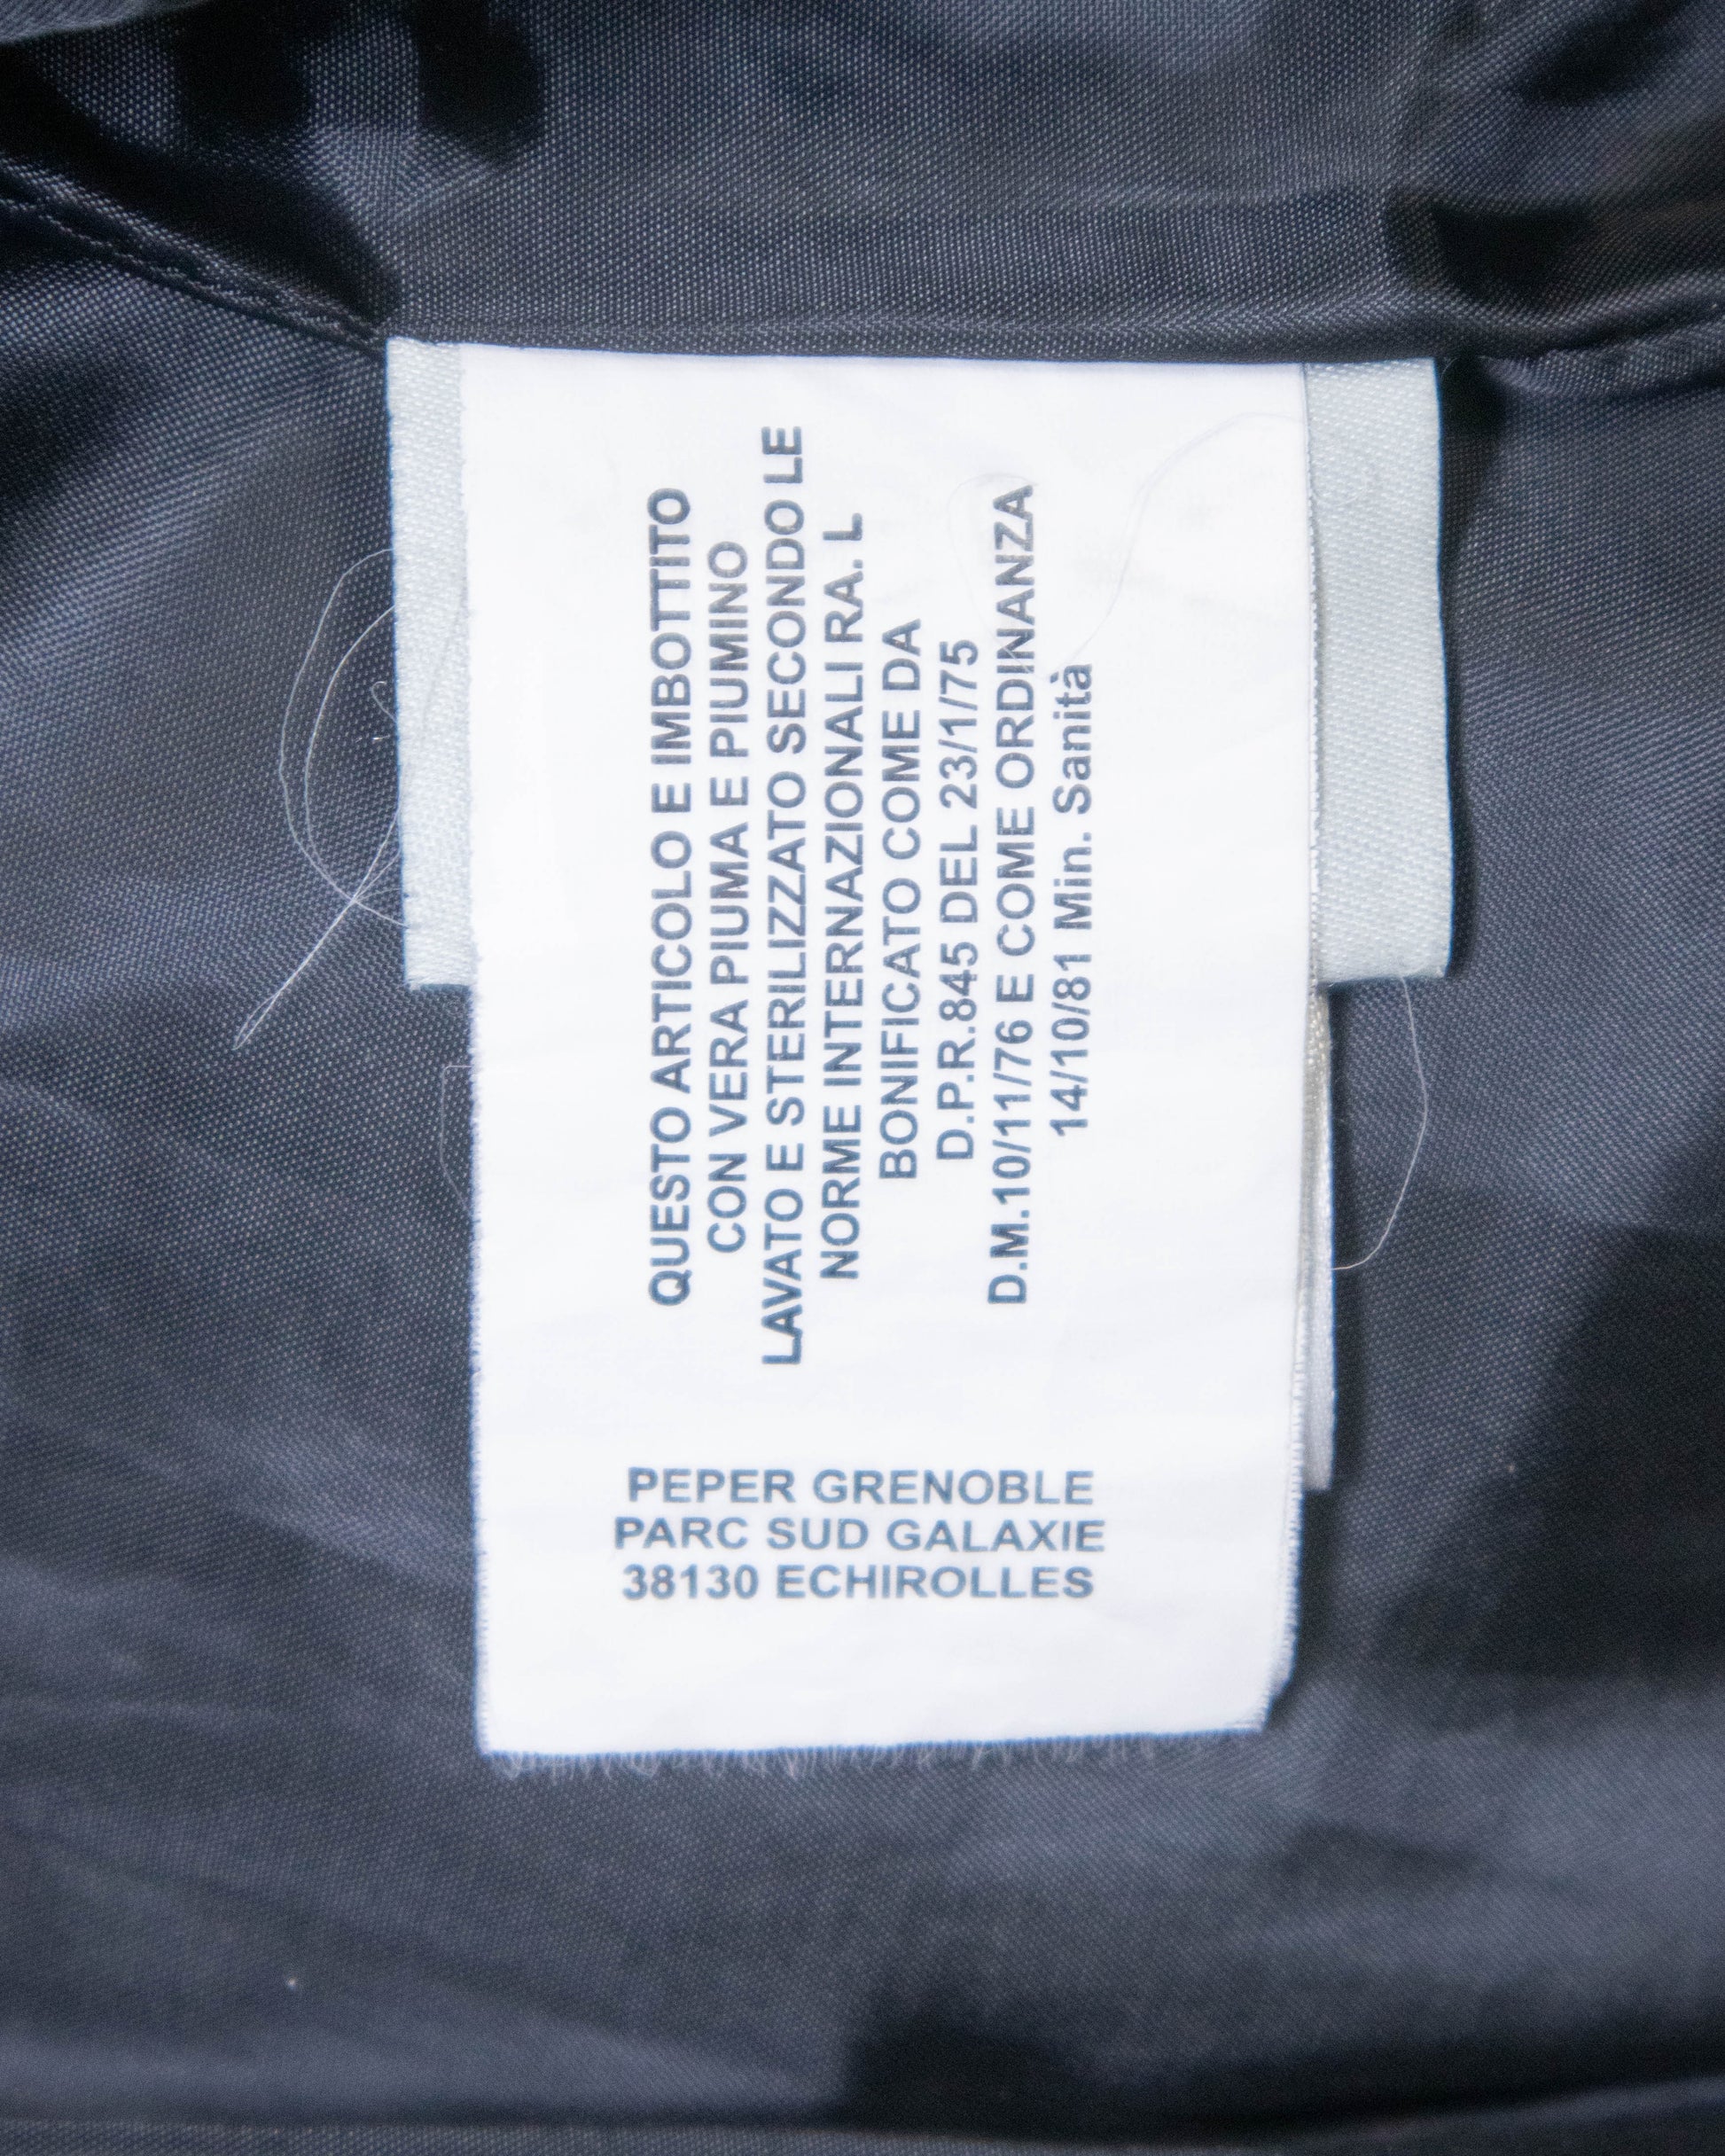 QUESTO ARTICOLO E IMBOTTITO
CON VERA PIUMA E PIUMINO
LAVATO E STERILIZZATO SECONDO LE
NORME INTERNAZIONALI RA. L
BONIFICATO COME DA
D.P.R.845 DEL 23/1/75
D.M.10/11/76 E COME ORDINANZA
14/10/81 Min. Sanità
PEPER GRENOBLE
PARC SUD GALAXIE
38130 ECHIROLLES